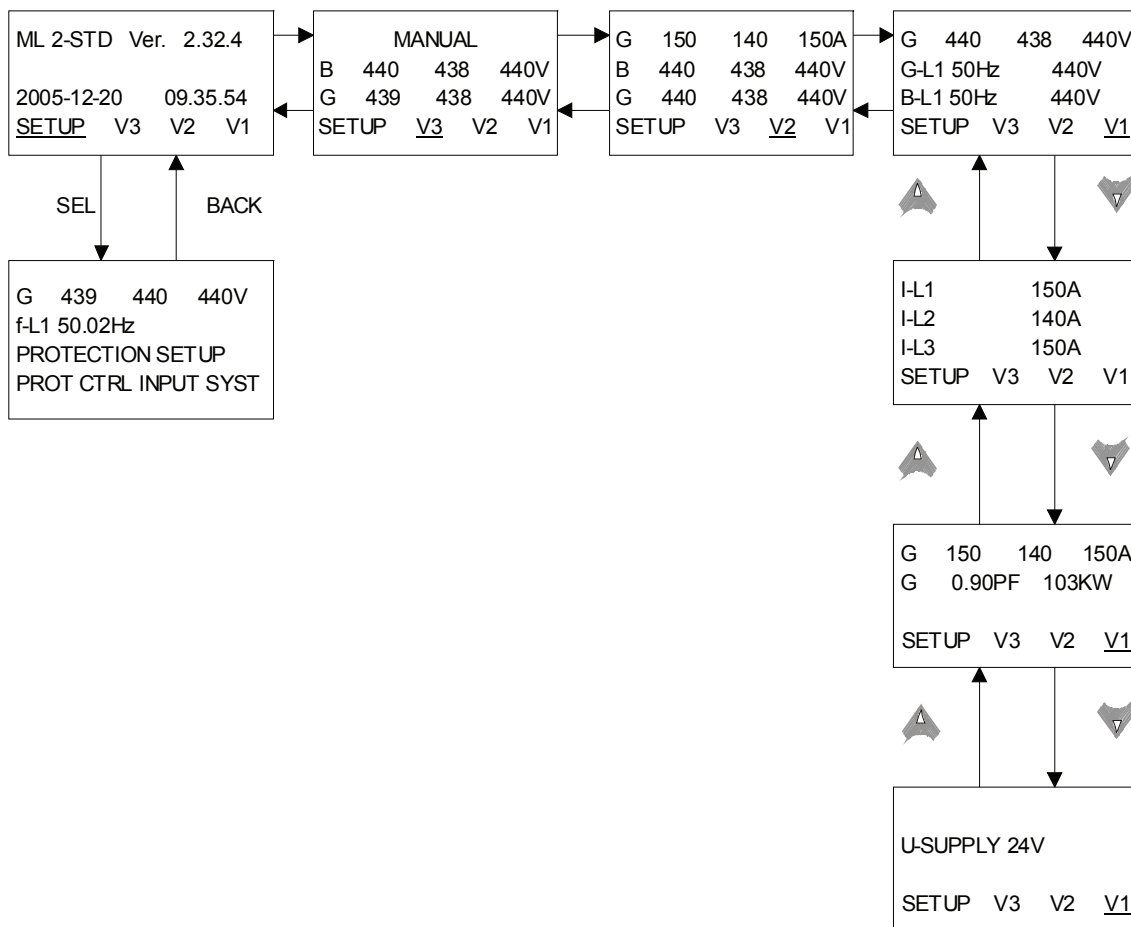 ML 2-STD Ver. 2.32.4
2005-12-20 09.35.54
SETUP V3 V2 V1
MANUAL
B 440 438 440V
G 439 438 440V
SETUP V3 V2 V1
G 150 140 150A
B 440 438 440V
G 440 438 440V
SETUP V3 V2 V1
G 440 438 440V
G-L1 50Hz 440V
B-L1 50Hz 440V
SETUP V3 V2 V1
SEL BACK
G 439 440 440V
f-L1 50.02Hz
PROTECTION SETUP
PROT CTRL INPUT SYST
I-L1 150A
I-L2 140A
I-L3 150A
SETUP V3 V2 V1
G 150 140 150A
G 0.90PF 103KW
SETUP V3 V2 V1
U-SUPPLY 24V
SETUP V3 V2 V1